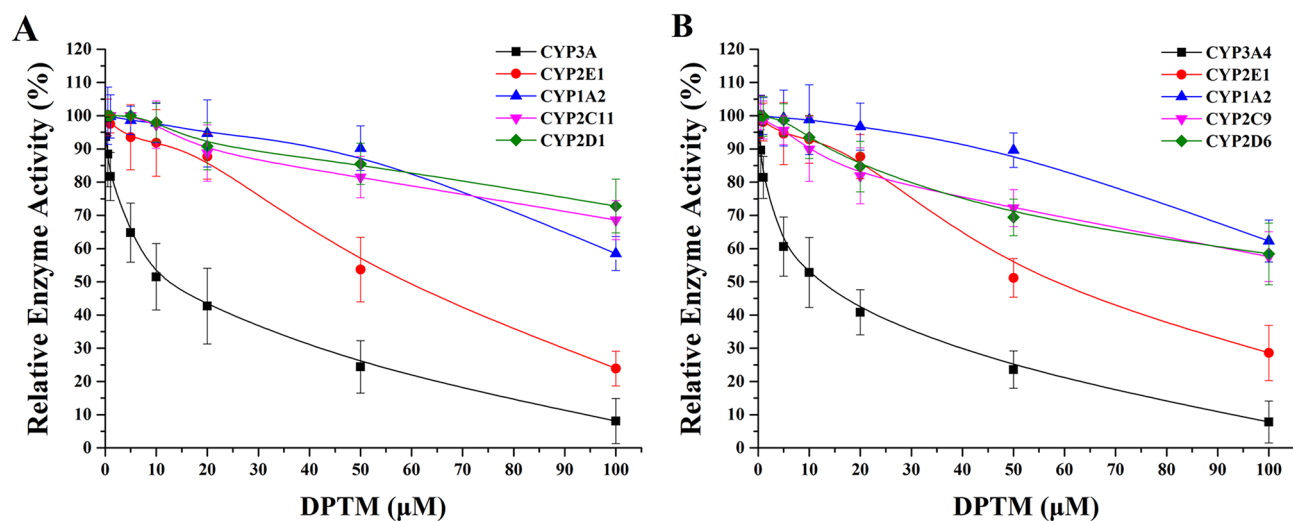 A
Relative Enzyme Activity (%)
120
110
100
90
80
70
60
50
40
30
20
10
0
CYP3A
CYP2E1
CYP1A2
CYP2C11
CYP2D1
0 10 20 30 40 50 60 70 80 90 100
DPTM (μM)
B
Relative Enzyme Activity (%)
120
110
100
90
80
70
60
50
40
30
20
10
0
CYP3A4
CYP2E1
CYP1A2
CYP2C9
CYP2D6
0 10 20 30 40 50 60 70 80 90 100
DPTM (μM)